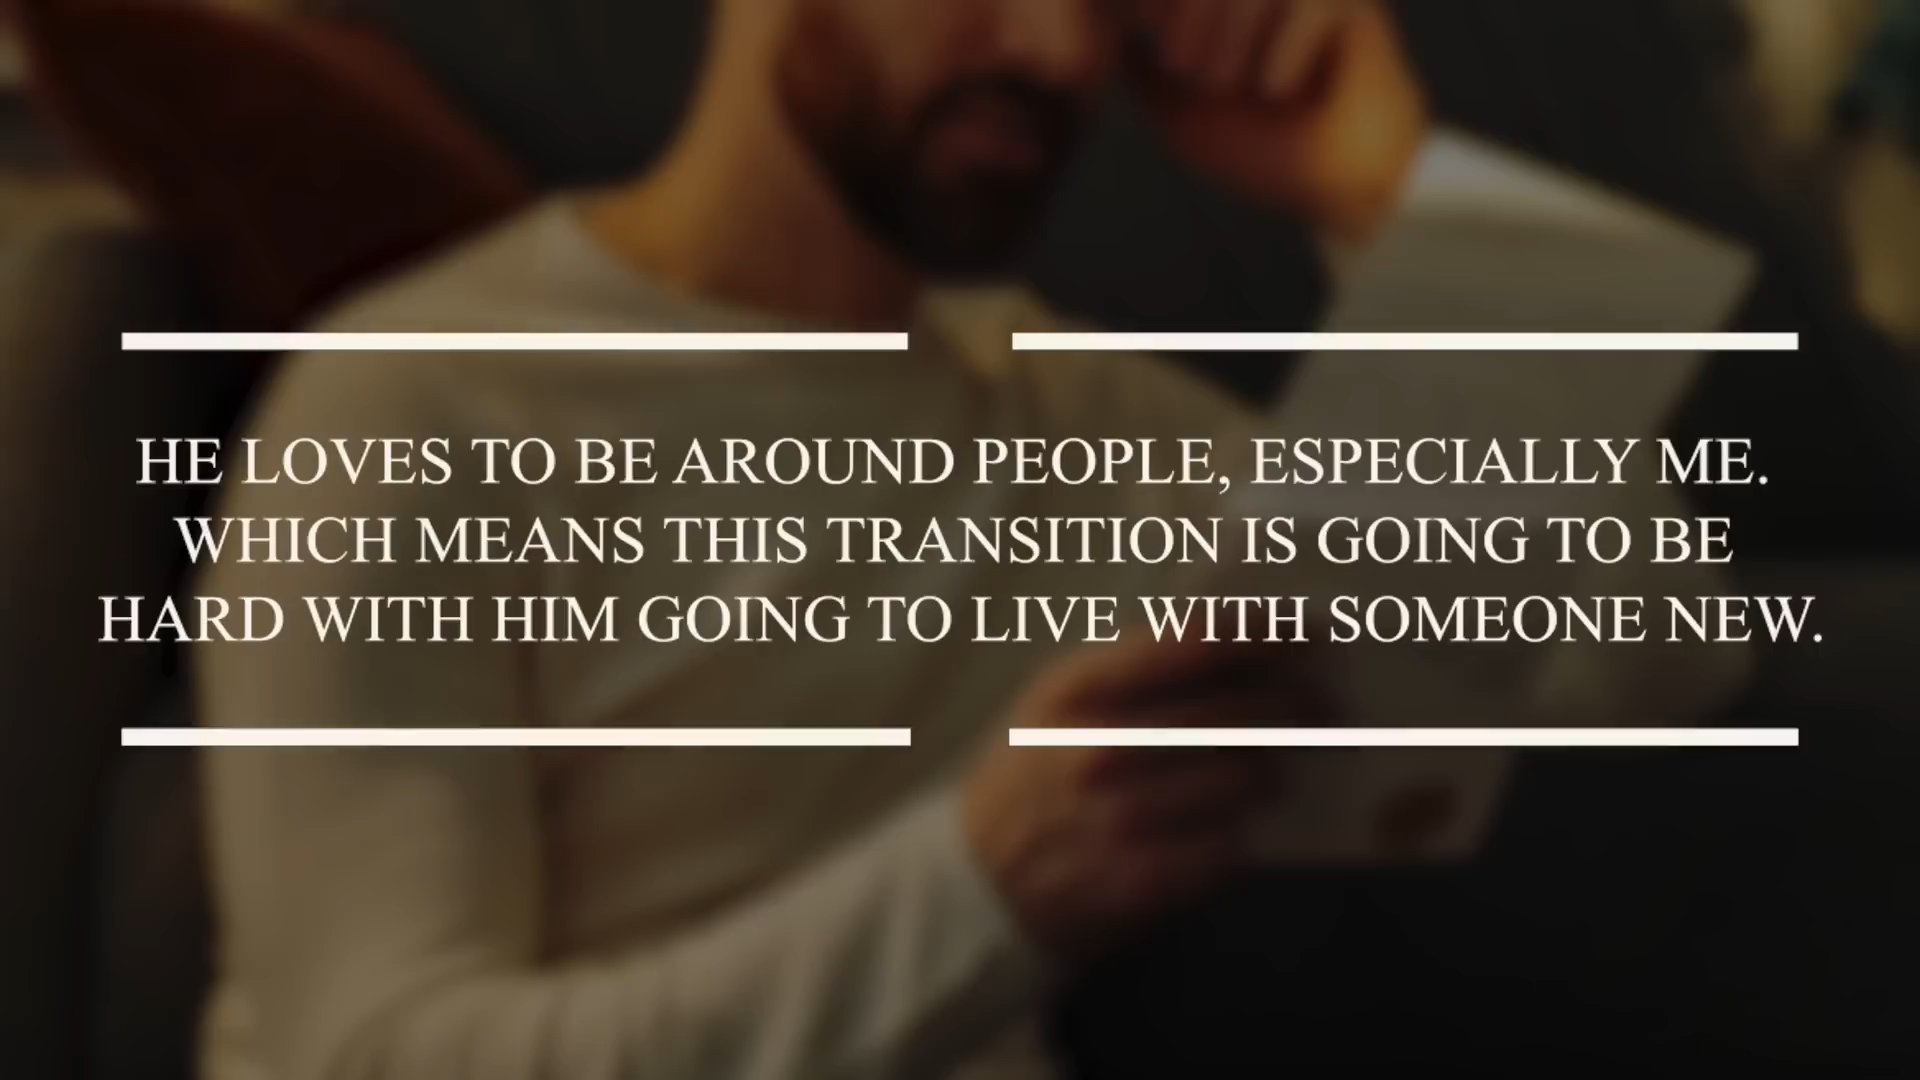 HE LOVES TO BE AROUND PEOPLE, ESPECIALLY ME.
WHICH MEANS THIS TRANSITION IS GOING TO BE
HARD WITH HIM GOING TO LIVE WITH SOMEONE NEW.